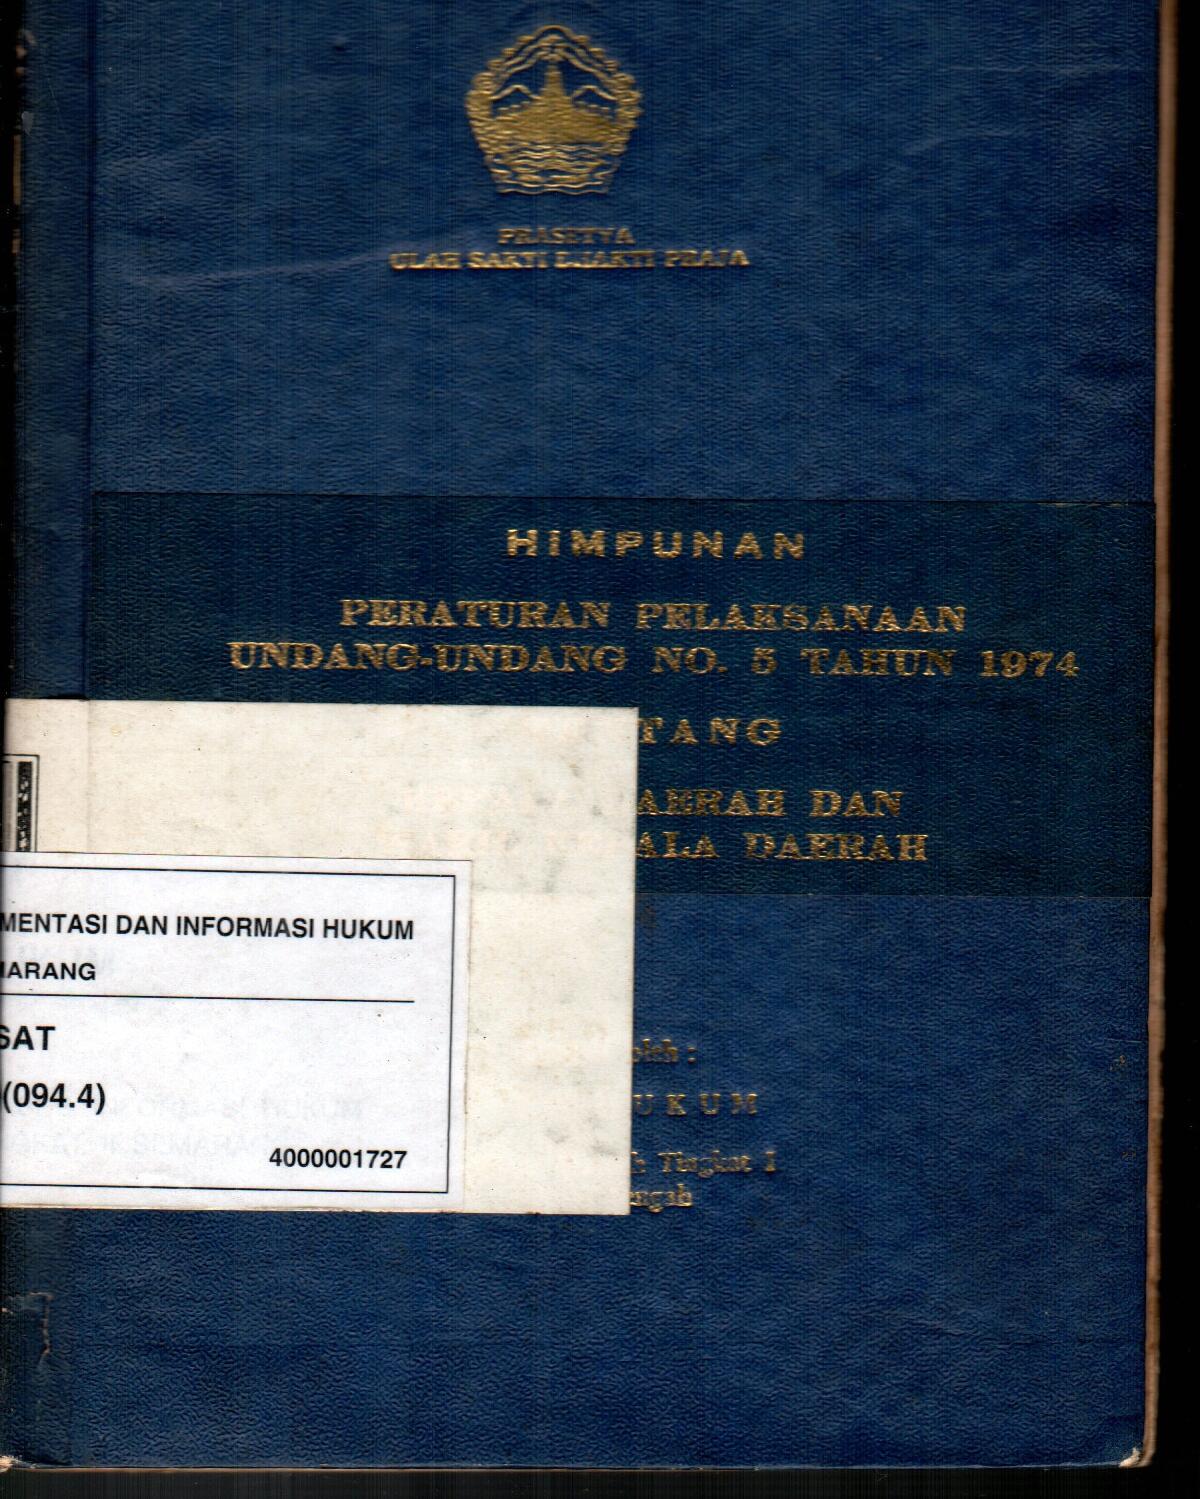 PRASETYA
ULAH SAKTI BHAKTI PRAJA
HIMPUNAN
PERATURAN PELAKSANAAN
UNDANG-UNDANG NO. 5 TAHUN 1974
TANG
AERAH DAN
ALA DAERAH
MENTASI DAN INFORMASI HUKUM
MARANG
SAT
(094.4)
4000001727
oleh :
UKUM
Tingkat I
engah